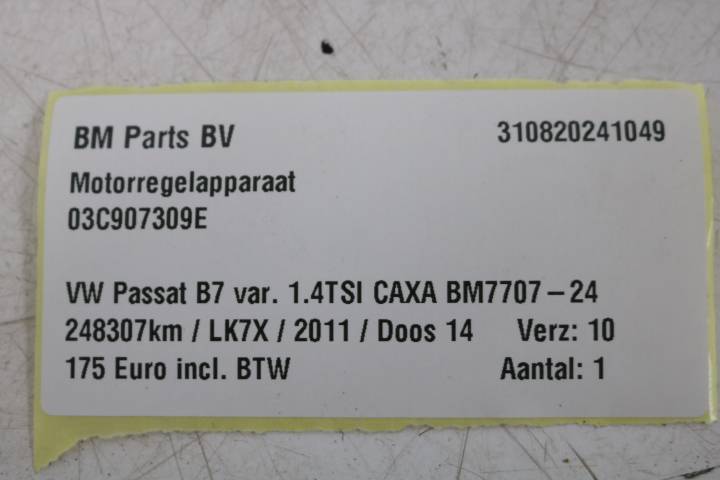 BM Parts BV 310820241049
Motorregelapparaat
03C907309E
VW Passat B7 var. 1.4TSI CAXA BM7707-24
248307km / LK7X / 2011 / Doos 14 Verz: 10
175 Euro incl. BTW Aantal: 1